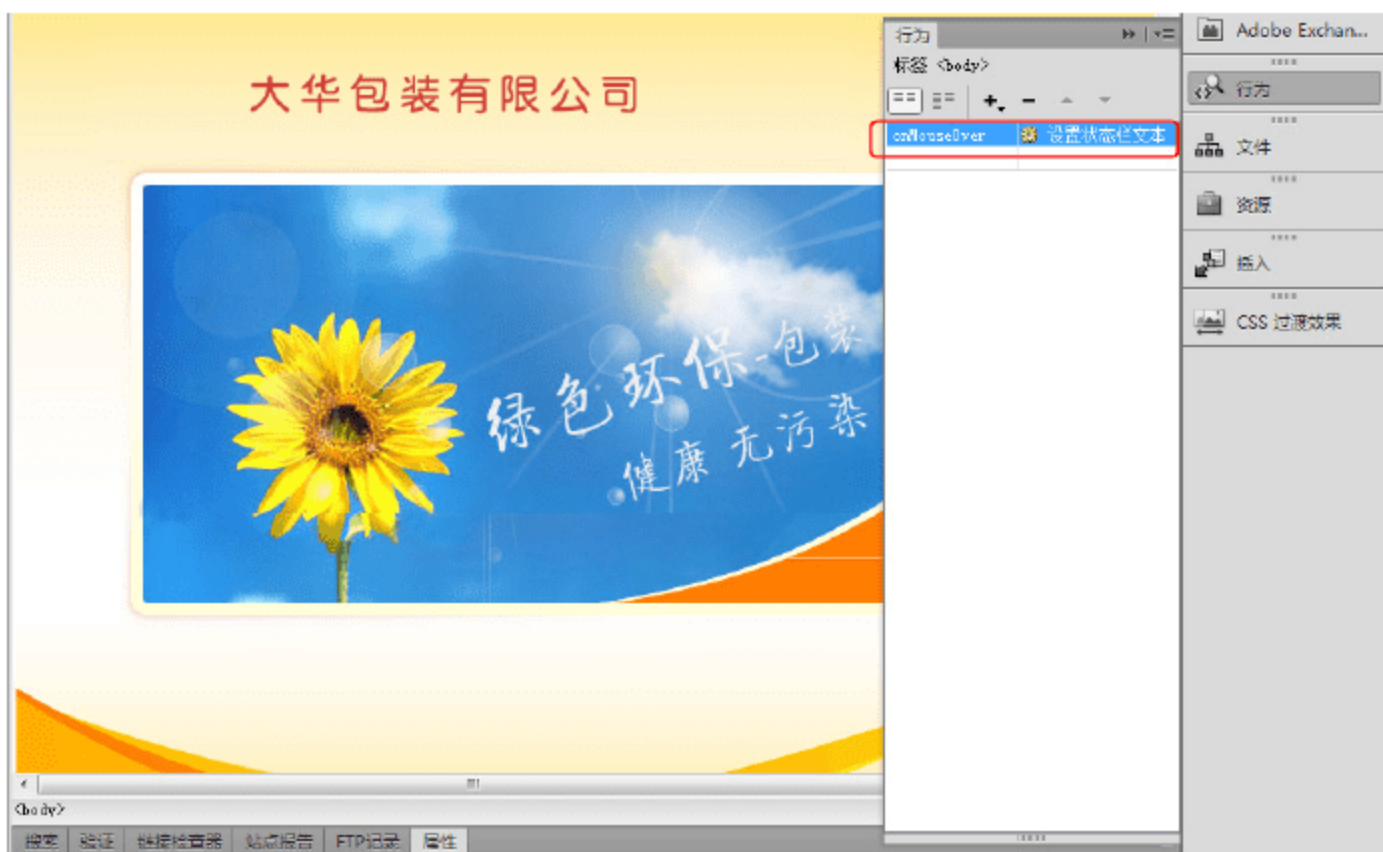 大华包装有限公司
绿色环保-包装
健康无污染
行为
标签 <body>
onMouseOver 设置状态栏文本
Adobe Exchan...
行为
文件
资源
插入
CSS 过渡效果
<body>
搜索 验证 链接检查器 站点报告 FTP记录 属性